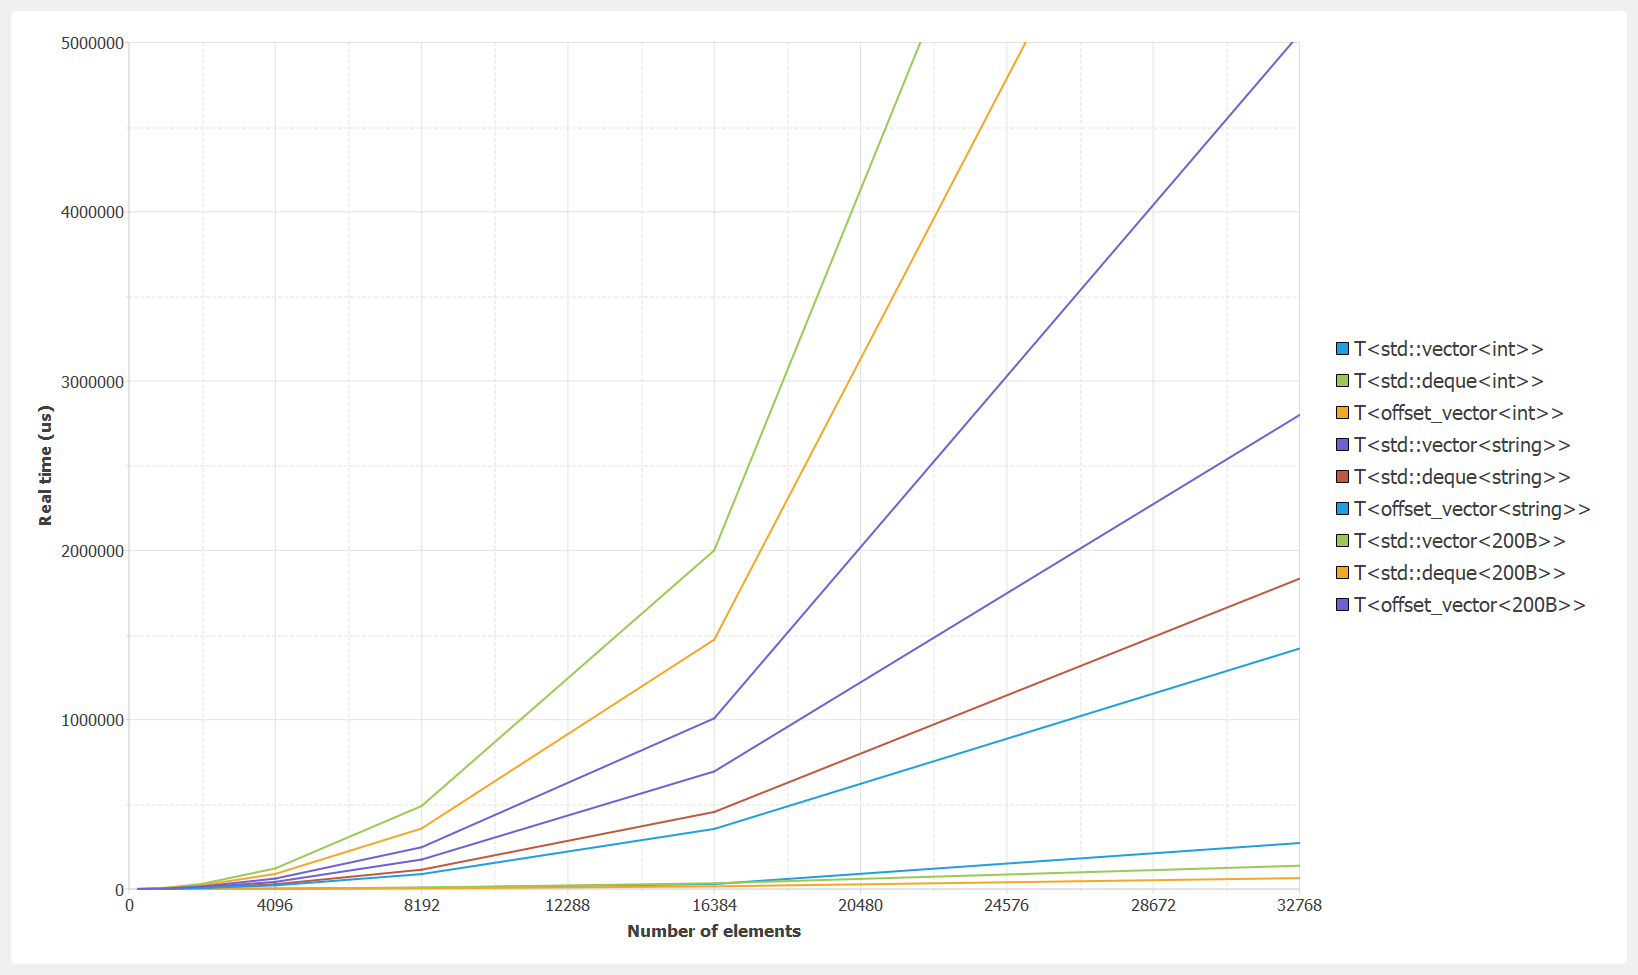 5000000
4000000
3000000
2000000
1000000
0
Real time (us)
0 4096 8192 12288 16384 20480 24576 28672 32768
Number of elements
T<std::vector<int>>
T<std::deque<int>>
T<offset_vector<int>>
T<std::vector<string>>
T<std::deque<string>>
T<offset_vector<string>>
T<std::vector<200B>>
T<std::deque<200B>>
T<offset_vector<200B>>